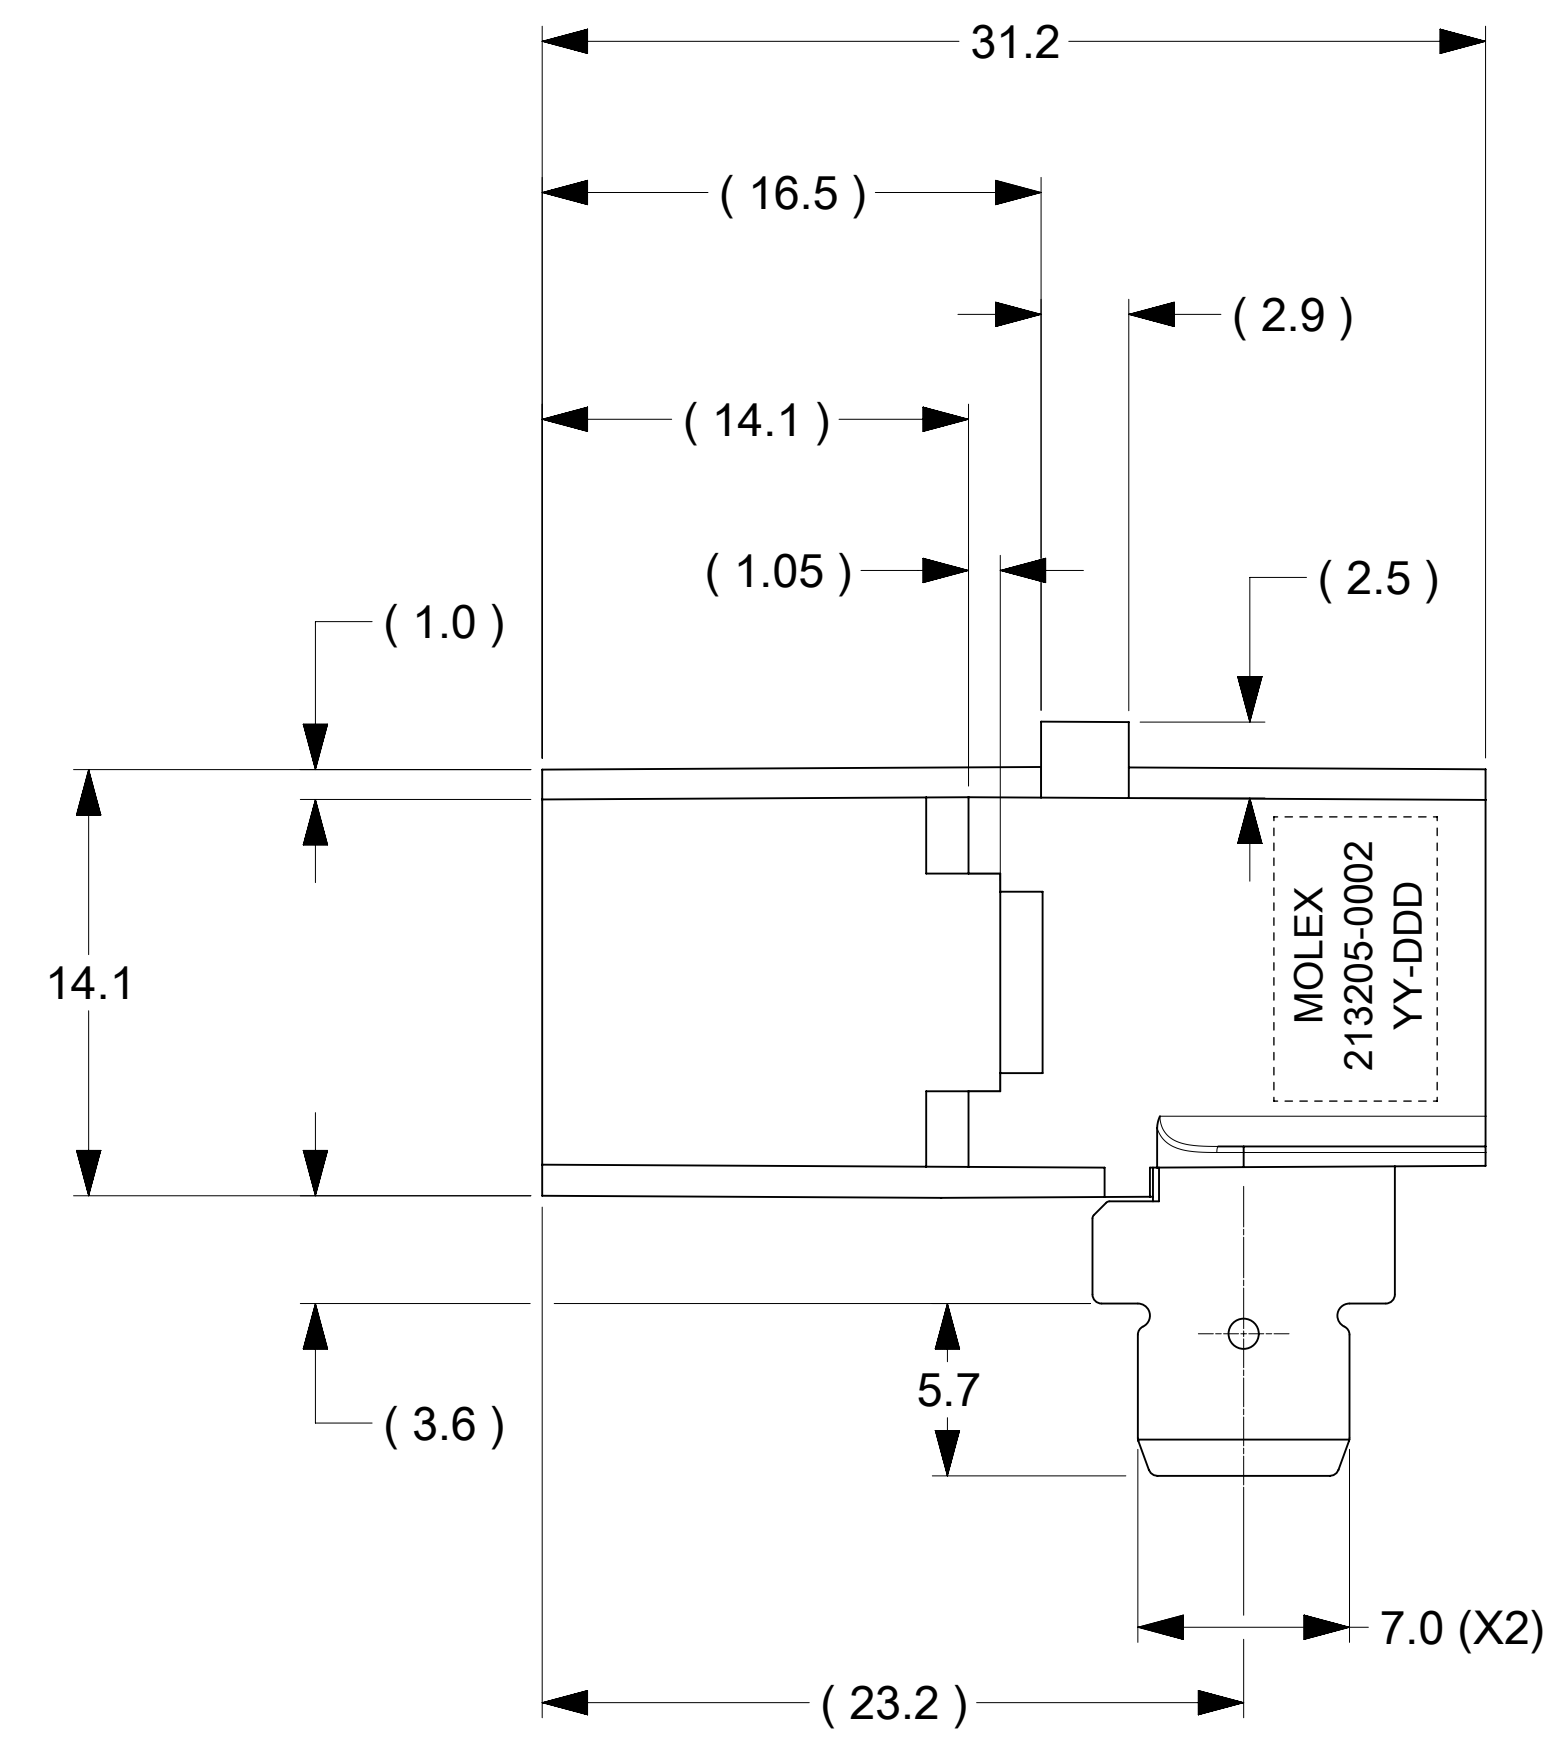 31.2
( 16.5 )
( 2.9 )
( 14.1 )
( 1.05 )
( 2.5 )
( 1.0 )
MOLEX
213205-0002
YY-DDD
14.1
5.7
( 3.6 )
7.0 (X2)
( 23.2 )